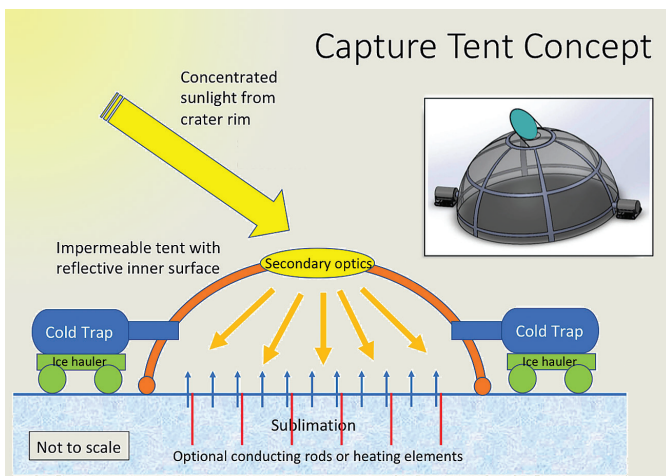 Capture Tent Concept
Concentrated
sunlight from
crater rim
Impermeable tent with
reflective inner surface
Secondary optics
Cold Trap
Ice hauler
Cold Trap
Ice hauler
Sublimation
Not to scale
Optional conducting rods or heating elements